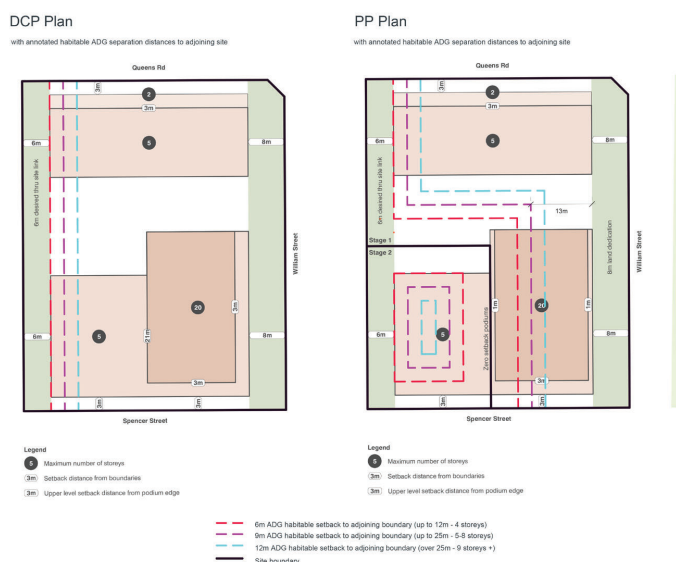 DCP Plan
with annotated habitable ADG separation distances to adjoining site
Queens Rd
3m
2
3m
6m
5
8m
6m desired thru site link
William Street
20
3m
6m
5
21m
8m
3m
3m
3m
Spencer Street
Legend
5 Maximum number of storeys
3m Setback distance from boundaries
3m Upper level setback distance from podium edge
PP Plan
with annotated habitable ADG separation distances to adjoining site
Queens Rd
3m
2
3m
6m
5
8m
6m desired thru site link
13m
Stage 1
Stage 2
8m land dedication
William Street
20
1m
1m
6m
5
Zero setback podiums
8m
3m
3m
3m
Spencer Street
Legend
5 Maximum number of storeys
3m Setback distance from boundaries
3m Upper level setback distance from podium edge
6m ADG habitable setback to adjoining boundary (up to 12m - 4 storeys)
9m ADG habitable setback to adjoining boundary (up to 25m - 5-8 storeys)
12m ADG habitable setback to adjoining boundary (over 25m - 9 storeys +)
Site boundary